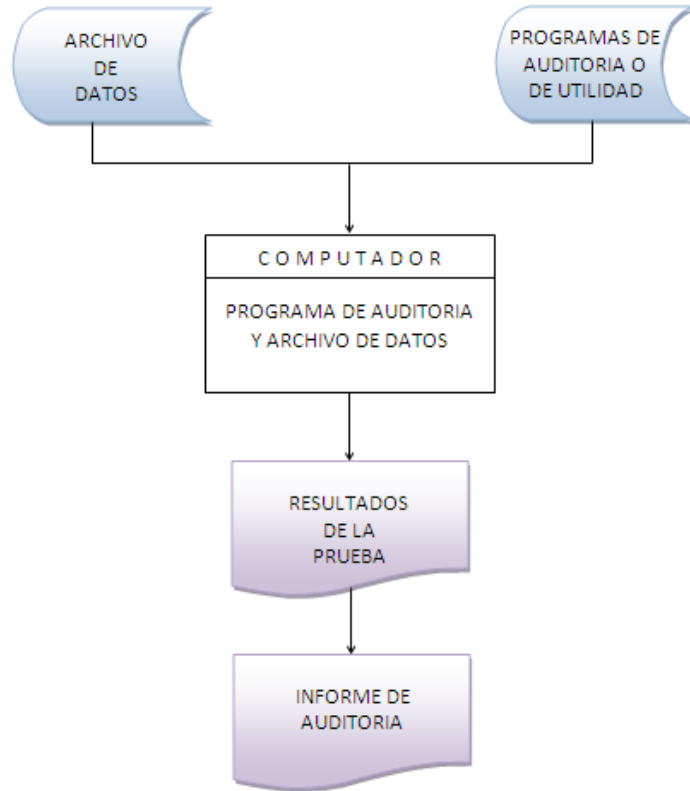 ARCHIVO
DE
DATOS
PROGRAMAS DE
AUDITORIA O
DE UTILIDAD
COMPUTADOR
PROGRAMA DE AUDITORIA
Y ARCHIVO DE DATOS
RESULTADOS
DE LA
PRUEBA
INFORME DE
AUDITORIA